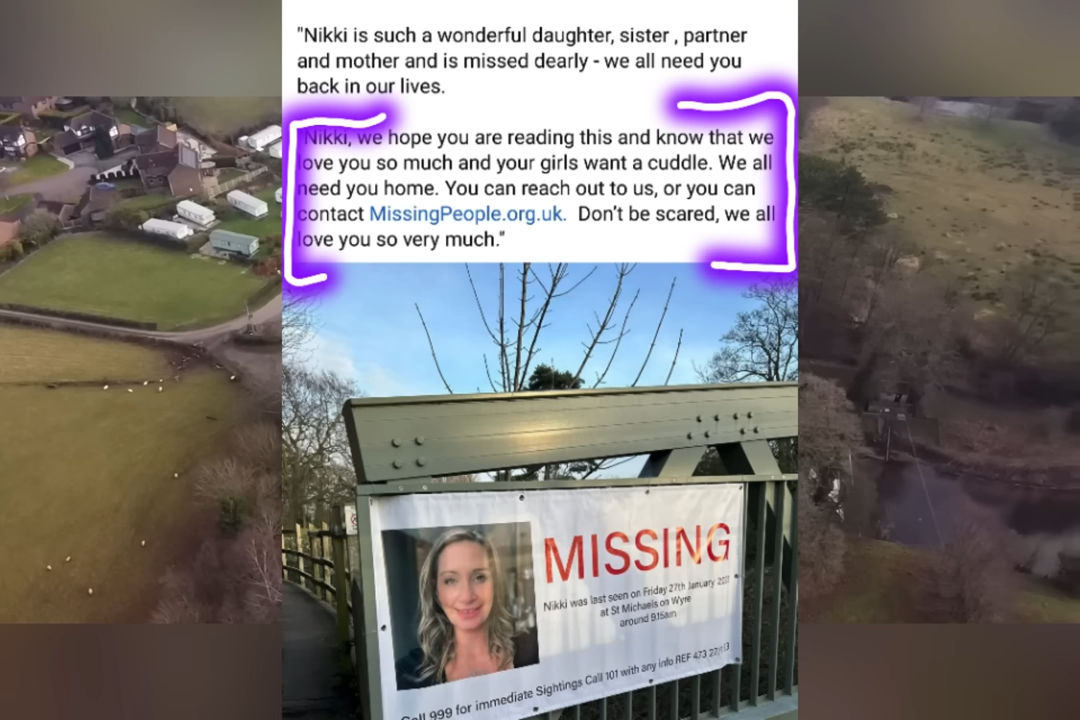 "Nikki is such a wonderful daughter, sister , partner
and mother and is missed dearly - we all need you
back in our lives.
Nikki, we hope you are reading this and know that we
love you so much and your girls want a cuddle. We all
need you home. You can reach out to us, or you can
contact MissingPeople.org.uk. Don't be scared, we all
love you so very much."
MISSING
Nikki was last seen on Friday 27th January
at St Michaels on Wyre
around 9.15am
Call 999 for immediate Sightings Call 101 with any info REF 473